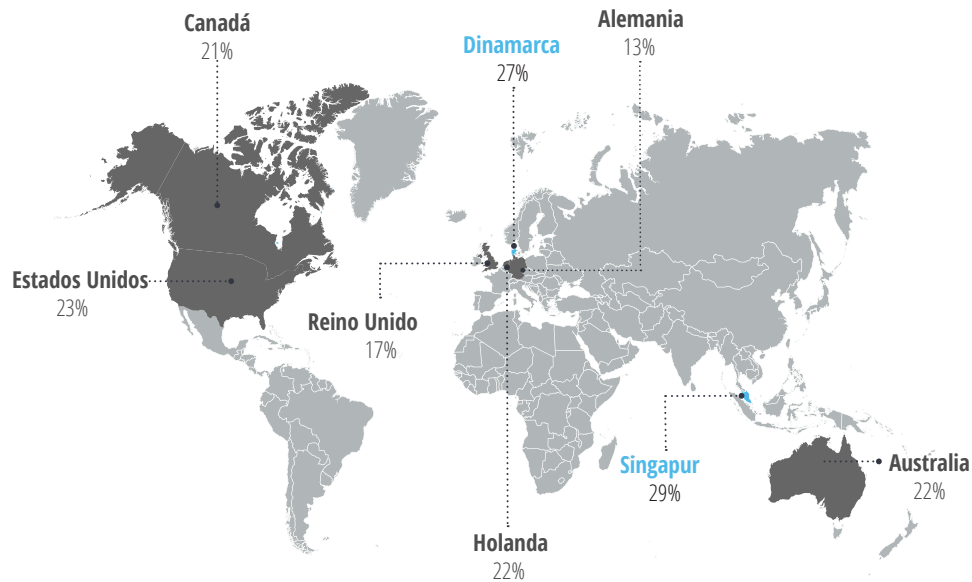 Canadá
21%
Dinamarca
27%
Alemania
13%
Estados Unidos
23%
Reino Unido
17%
Singapur
29%
Australia
22%
Holanda
22%